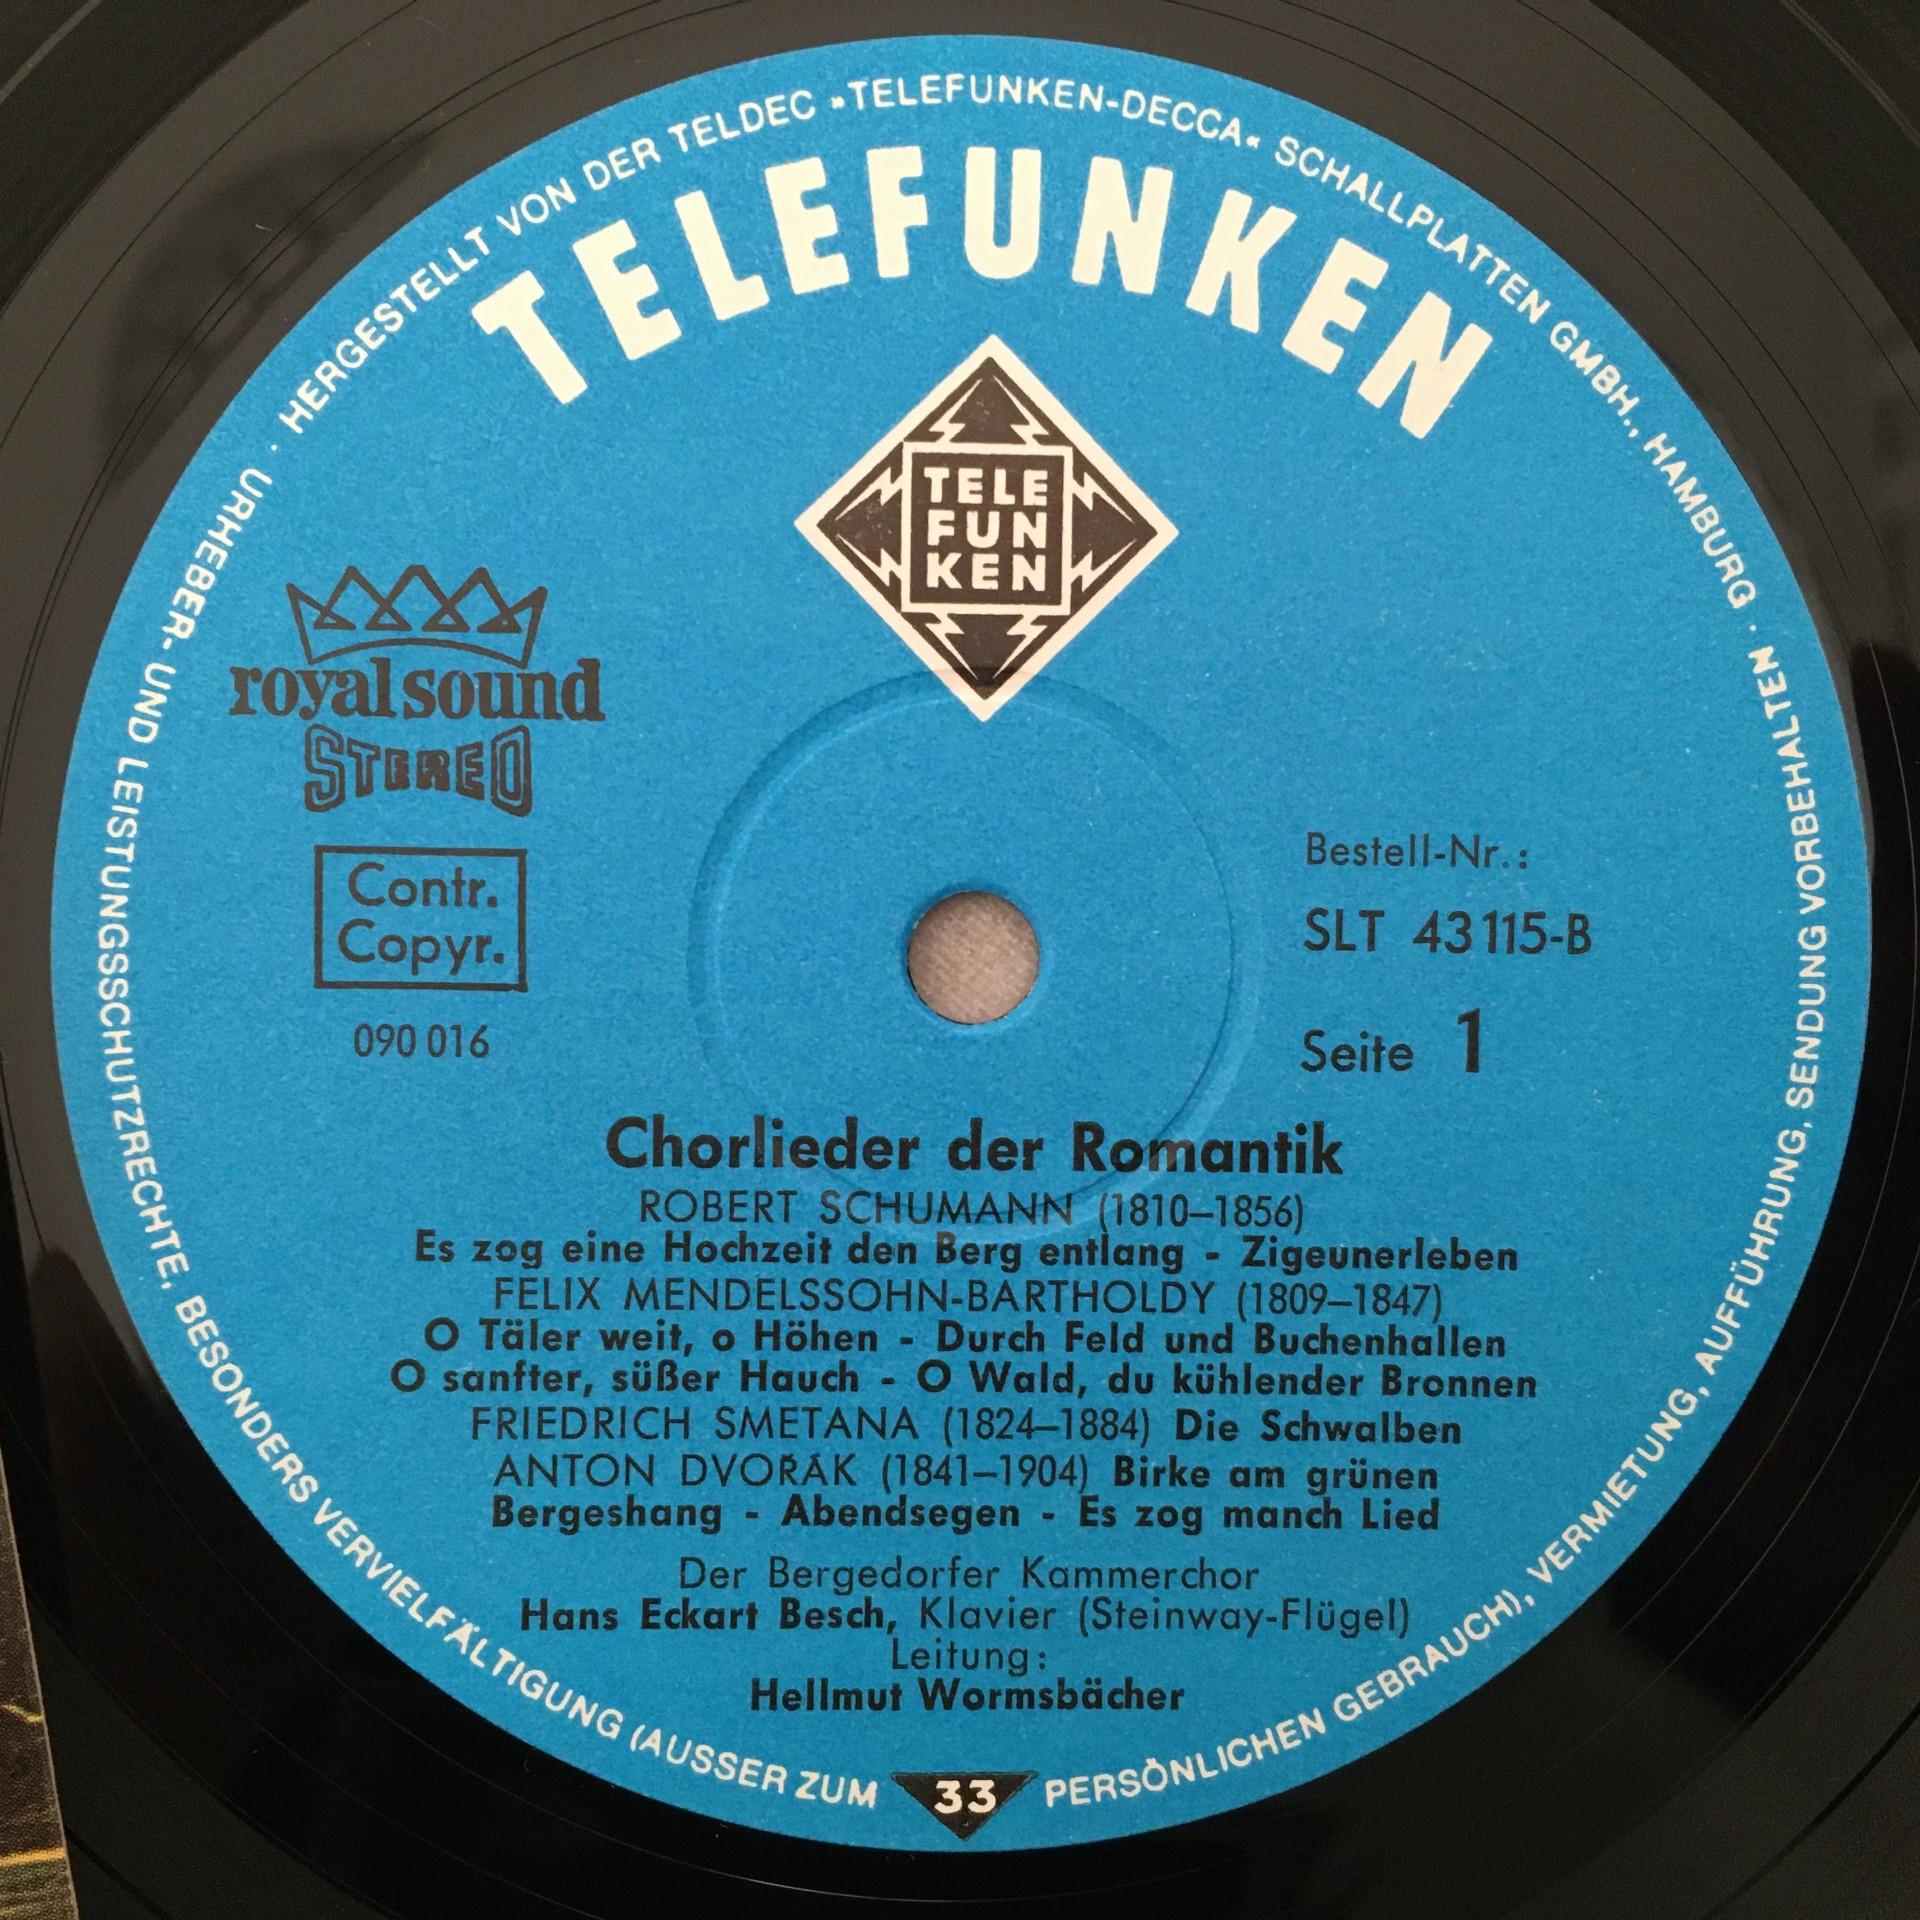 HERGESTELLT VON DER TELDEC »TELEFUNKEN-DECCA« SCHALLPLATTEN GMBH., HAMBURG ·
TELEFUNKEN
TELE
FUN
KEN
royal sound
STEREO
Contr.
Copyr.
090 016
Bestell-Nr.:
SLT 43115-B
Seite 1
Chorlieder der Romantik
ROBERT SCHUMANN (1810–1856)
Es zog eine Hochzeit den Berg entlang - Zigeunerleben
FELIX MENDELSSOHN-BARTHOLDY (1809–1847)
O Täler weit, o Höhen - Durch Feld und Buchenhallen
O sanfter, süßer Hauch - O Wald, du kühlender Bronnen
FRIEDRICH SMETANA (1824–1884) Die Schwalben
ANTON DVOŘÁK (1841–1904) Birke am grünen
Bergeshang - Abendsegen - Es zog manch Lied
Der Bergedorfer Kammerchor
Hans Eckart Besch, Klavier (Steinway-Flügel)
Leitung:
Hellmut Wormsbächer
· URHEBER- UND LEISTUNGSSCHUTZRECHTE, BESONDERS VERVIELFÄLTIGUNG (AUSSER ZUM PERSÖNLICHEN GEBRAUCH), VERMIETUNG, AUFFÜHRUNG, SENDUNG VORBEHALTEN
33